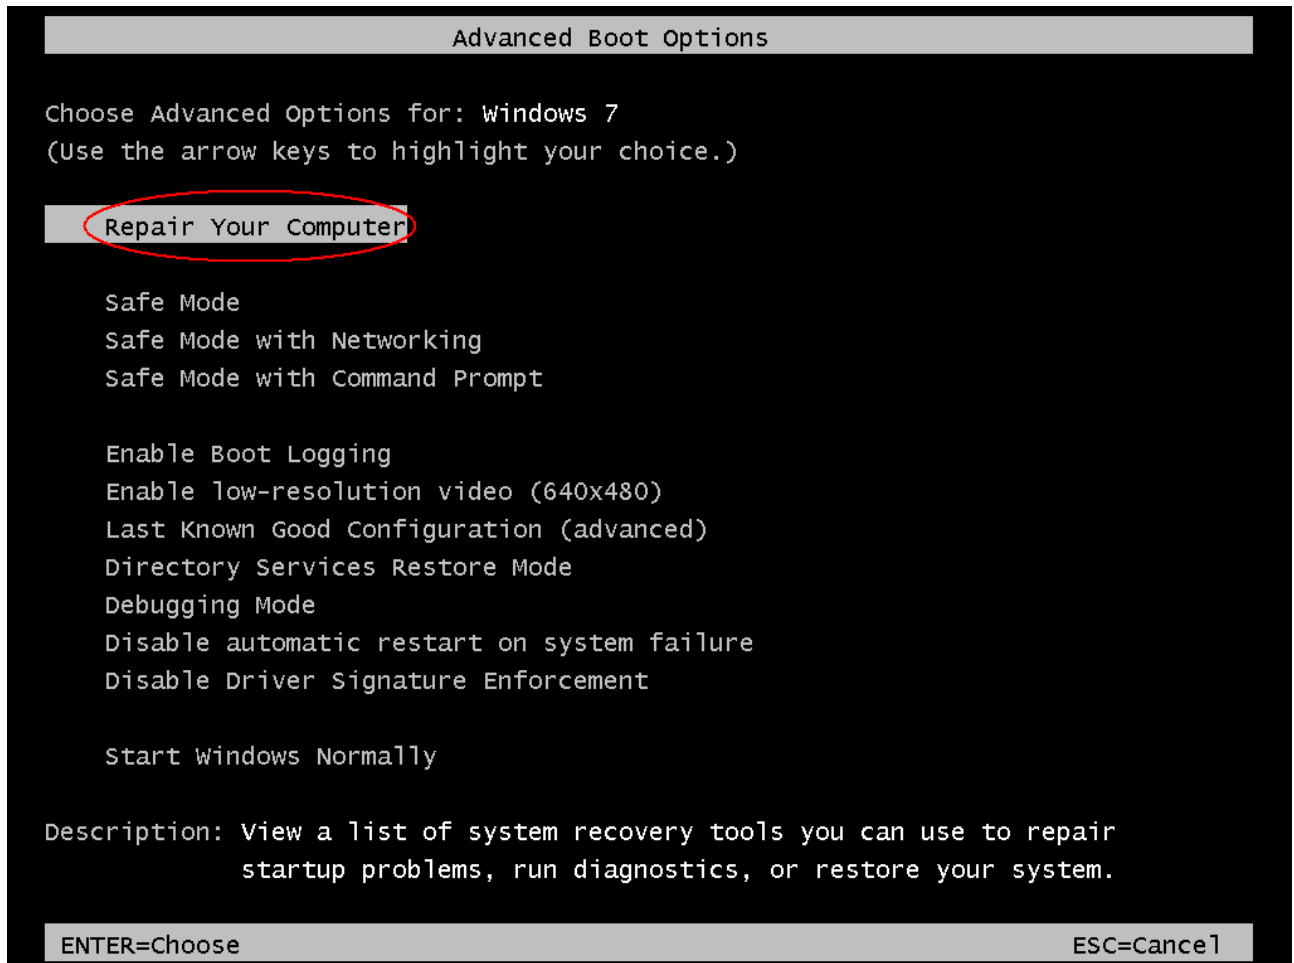 Advanced Boot Options
Choose Advanced Options for: Windows 7
(Use the arrow keys to highlight your choice.)
Repair Your Computer
Safe Mode
Safe Mode with Networking
Safe Mode with Command Prompt
Enable Boot Logging
Enable low-resolution video (640x480)
Last Known Good Configuration (advanced)
Directory Services Restore Mode
Debugging Mode
Disable automatic restart on system failure
Disable Driver Signature Enforcement
Start Windows Normally
Description: View a list of system recovery tools you can use to repair
startup problems, run diagnostics, or restore your system.
ENTER=Choose ESC=Cancel